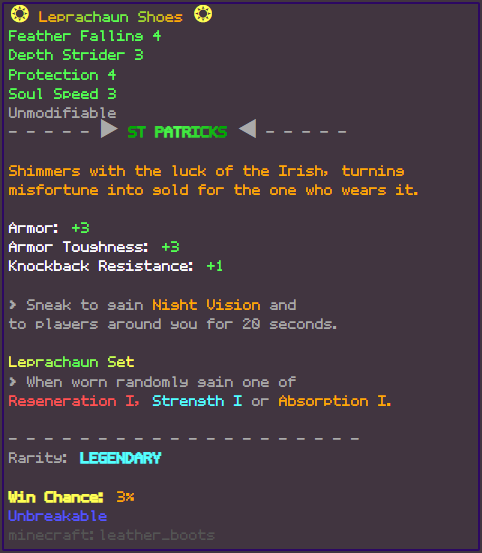 Leprachaun Shoes
Feather Falling 4
Depth Strider 3
Protection 4
Soul Speed 3
Unmodifiable
- - - - - ▶ ST PATRICKS ◀ - - - - -
Shimmers with the luck of the Irish, turning
misfortune into gold for the one who wears it.
Armor: +3
Armor Toughness: +3
Knockback Resistance: +1
> Sneak to gain Night Vision and
to players around you for 20 seconds.
Leprachaun Set
> When worn randomly gain one of
Regeneration I, Strength I or Absorption I.
- - - - - - - - - - - - - - - - - - - - -
Rarity: LEGENDARY
Win Chance: 3%
Unbreakable
minecraft:leather_boots